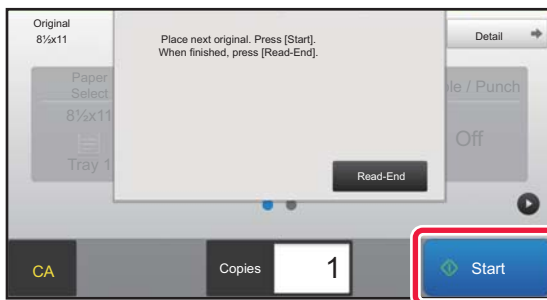 Original
8½x11
Place next original. Press [Start].
When finished, press [Read-End].
Detail
Paper
Select
8½x11
Tray 1
le / Punch
Off
Read-End
CA
Copies
1
Start